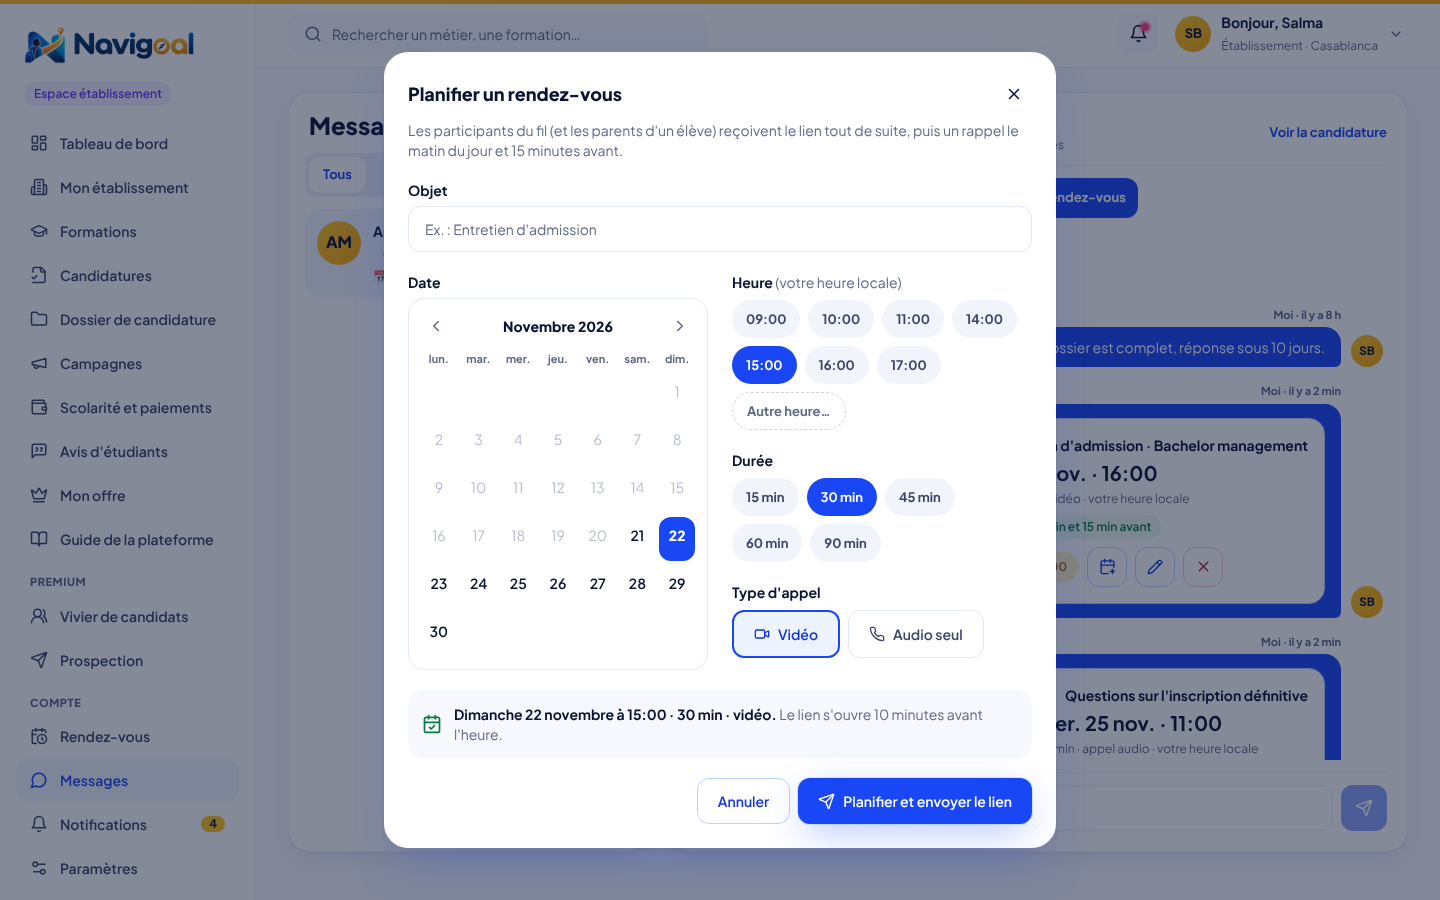 Navigoal
Espace établissement
Tableau de bord
Mon établissement
Formations
Candidatures
Dossier de candidature
Campagnes
Scolarité et paiements
Avis d'étudiants
Mon offre
Guide de la plateforme
PREMIUM
Vivier de candidats
Prospection
COMPTE
Rendez-vous
Messages
Notifications
4
Paramètres
Rechercher un métier, une formation…
SB
Bonjour, Salma
Établissement · Casablanca
Tous
AM
Planifier un rendez-vous
Les participants du fil (et les parents d'un élève) reçoivent le lien tout de suite, puis un rappel le
matin du jour et 15 minutes avant.
Objet
Ex. : Entretien d'admission
Date
Novembre 2026
lun. mar. mer. jeu. ven. sam. dim.
1
2 3 4 5 6 7 8
9 10 11 12 13 14 15
16 17 18 19 20 21 22
23 24 25 26 27 28 29
30
Heure (votre heure locale)
09:00 10:00 11:00 14:00
15:00 16:00 17:00
Autre heure…
Durée
15 min 30 min 45 min
60 min 90 min
Type d'appel
Vidéo
Audio seul
Dimanche 22 novembre à 15:00 · 30 min · vidéo. Le lien s'ouvre 10 minutes avant
l'heure.
Annuler
Planifier et envoyer le lien
Voir la candidature
Moi · il y a 8 h
est complet, réponse sous 10 jours.
SB
Moi · il y a 2 min
d'admission · Bachelor management
· 16:00
· votre heure locale
et 15 min avant
SB
Moi · il y a 2 min
Questions sur l'inscription définitive
25 nov. · 11:00
min · appel audio · votre heure locale